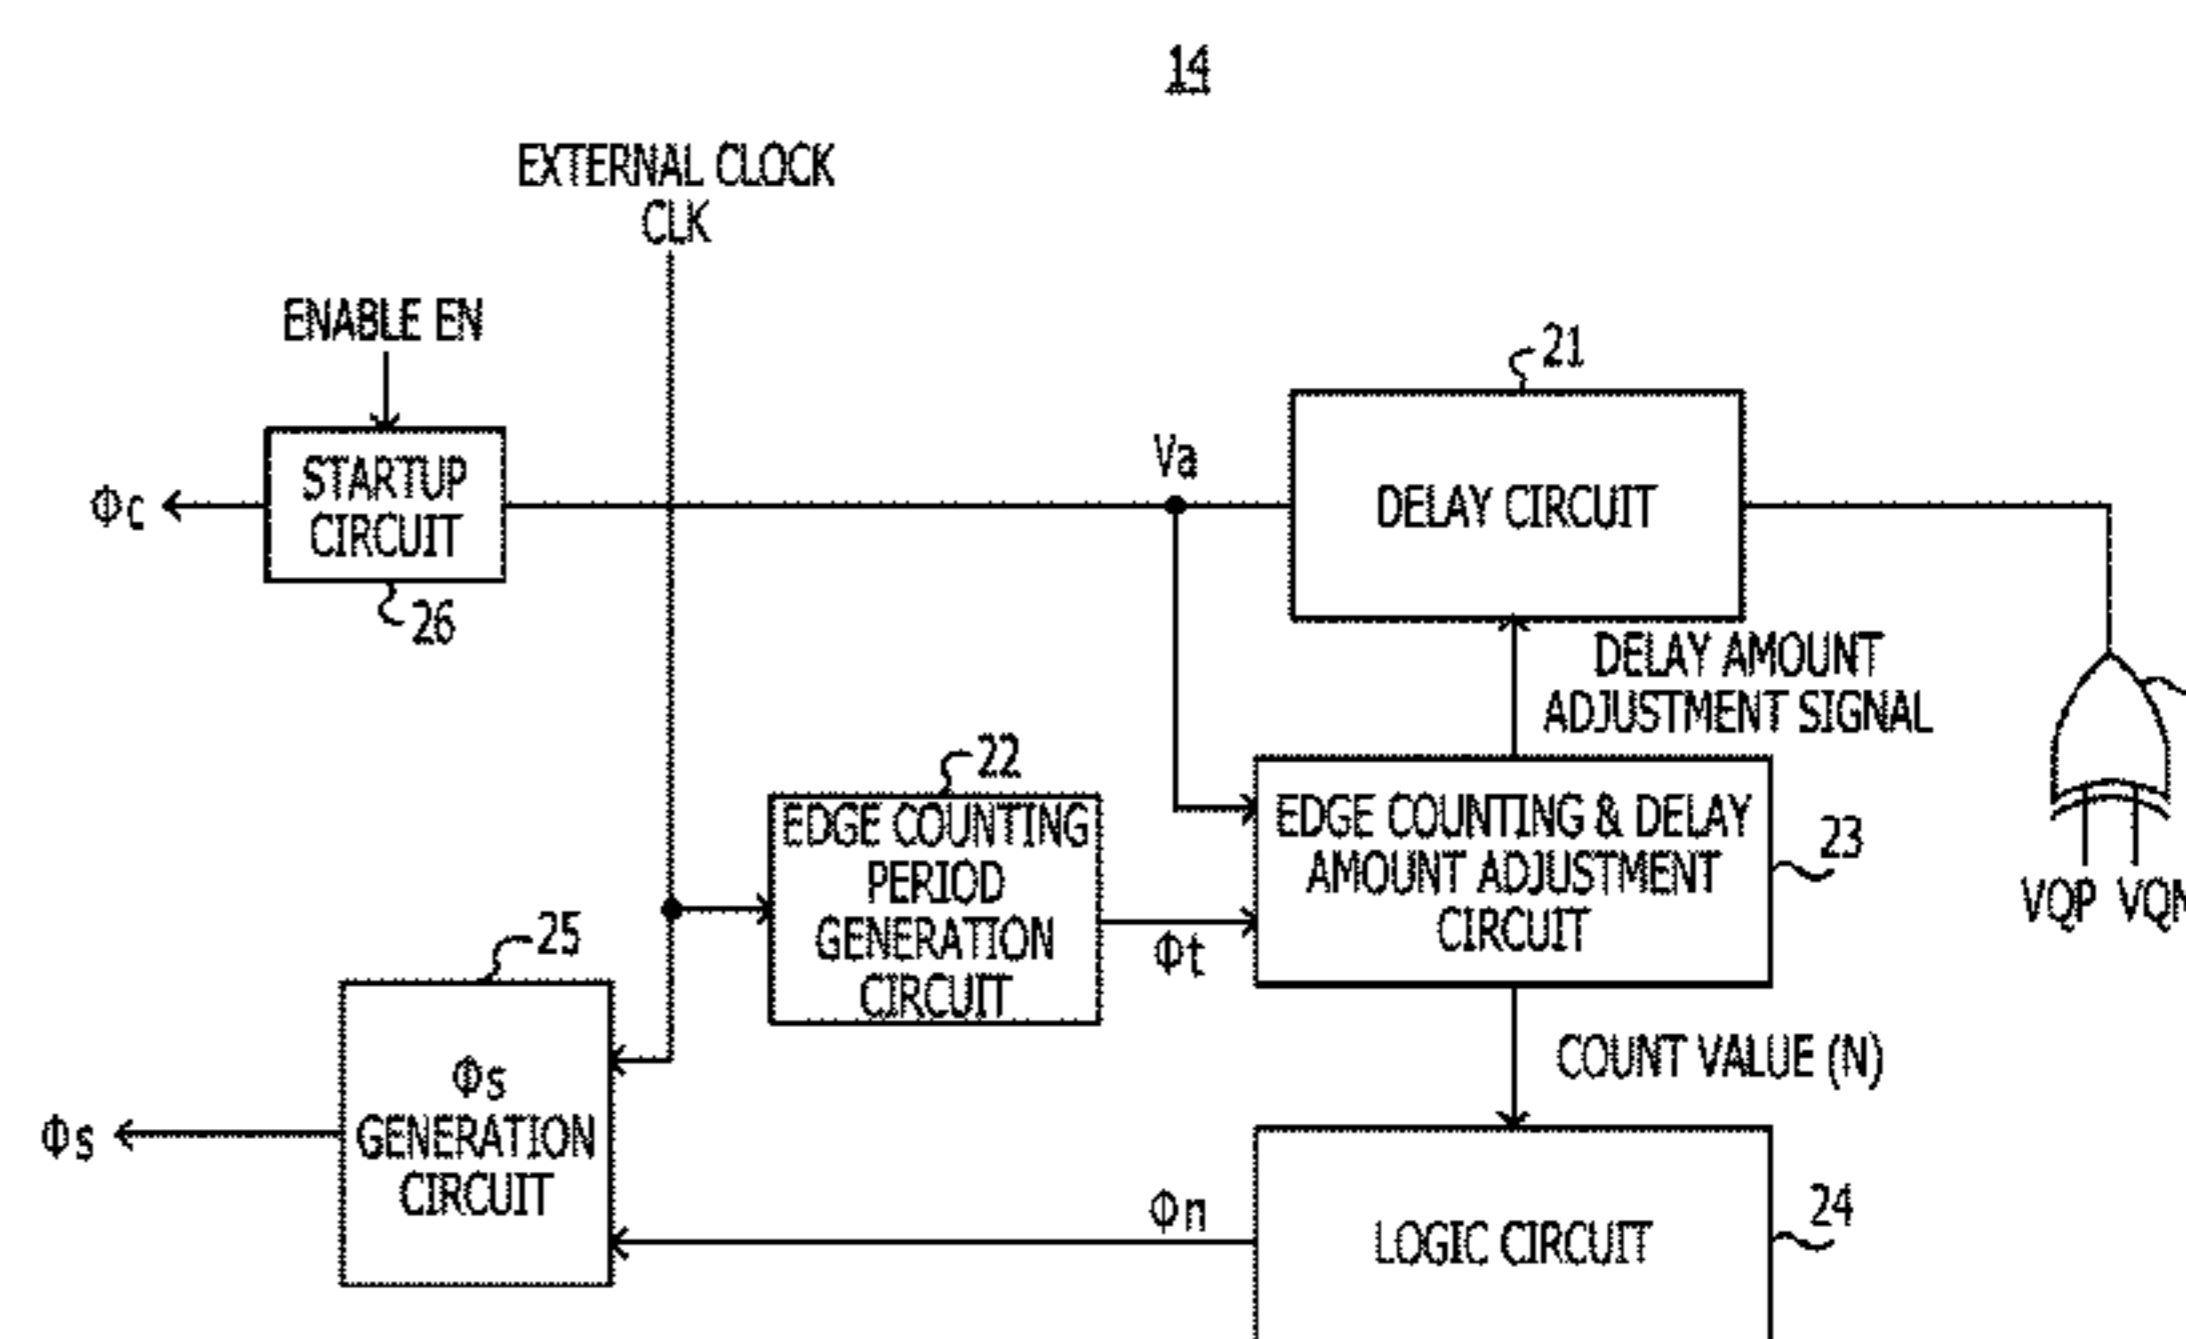 14
EXTERNAL CLOCK
CLK
ENABLE EN
21
Va
Φc
STARTUP
CIRCUIT
DELAY CIRCUIT
26
DELAY AMOUNT
ADJUSTMENT SIGNAL
22
EDGE COUNTING
PERIOD
GENERATION
CIRCUIT
EDGE COUNTING & DELAY
AMOUNT ADJUSTMENT
CIRCUIT
23
VQP VQN
Φt
25
Φs
GENERATION
CIRCUIT
Φs
COUNT VALUE (N)
Φn
LOGIC CIRCUIT
24